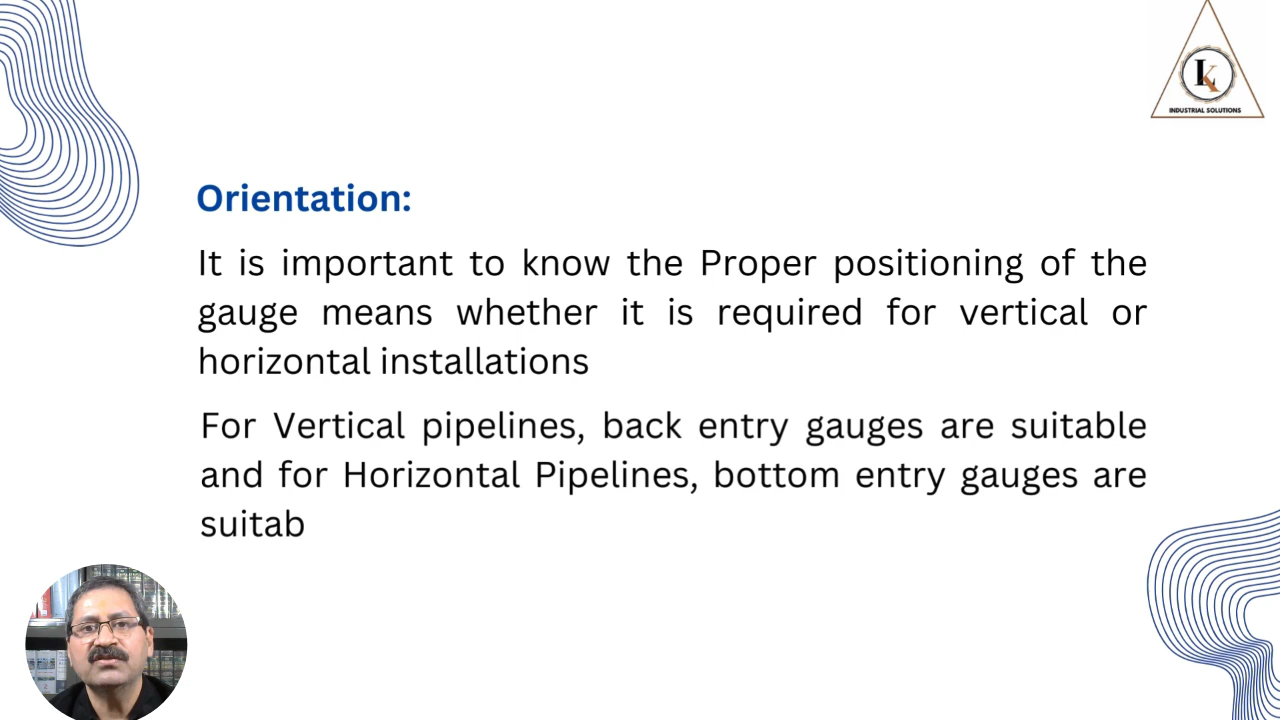 LK
INDUSTRIAL SOLUTIONS
Orientation:
It is important to know the Proper positioning of the
gauge means whether it is required for vertical or
horizontal installations
For Vertical pipelines, back entry gauges are suitable
and for Horizontal Pipelines, bottom entry gauges are
suitab